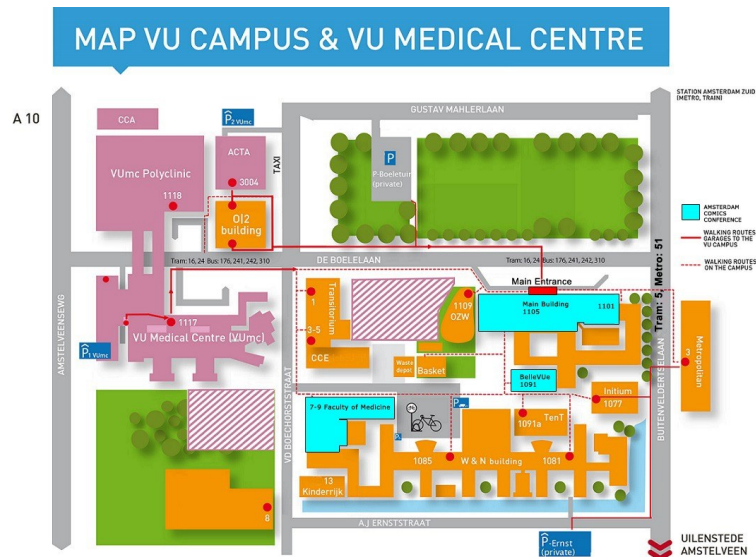 MAP VU CAMPUS & VU MEDICAL CENTRE
STATION AMSTERDAM ZUID
(METRO, TRAIN)
A 10
CCA
P2 VUmc
GUSTAV MAHLERLAAN
ACTA
TAXI
P
P-Boeletuin
(private)
VUmc Polyclinic
3004
1118
OJ2
building
AMSTERDAM
COMICS
CONFERENCE
WALKING ROUTES
GARAGES TO THE
VU CAMPUS
WALKING ROUTES
ON THE CAMPUS
Tram: 16, 24 Bus: 176, 241, 242, 310
DE BOELELAAN
Tram: 16, 24 Bus: 176, 241, 242, 310
Main Entrance
Tram: 5, Metro: 51
Transitorium
1
1109
OZW
Main Building
1105
1101
1117
3-5
VU Medical Centre (VUmc)
P1 VUmc
CCE
Waste
depot
Basket
Metropolitan
3
BelleVUe
1091
AMSTELVEENSEWG
VD BOECHORSTSTRAAT
BUITENVELDERTSELAAN
7-9 Faculty of Medicine
P
Initium
1077
TenT
1091a
P
1085
W & N building
1081
13
Kinderrijk
8
A.J ERNSTSTRAAT
P-Ernst
(private)
UILENSTEDE
AMSTELVEEN